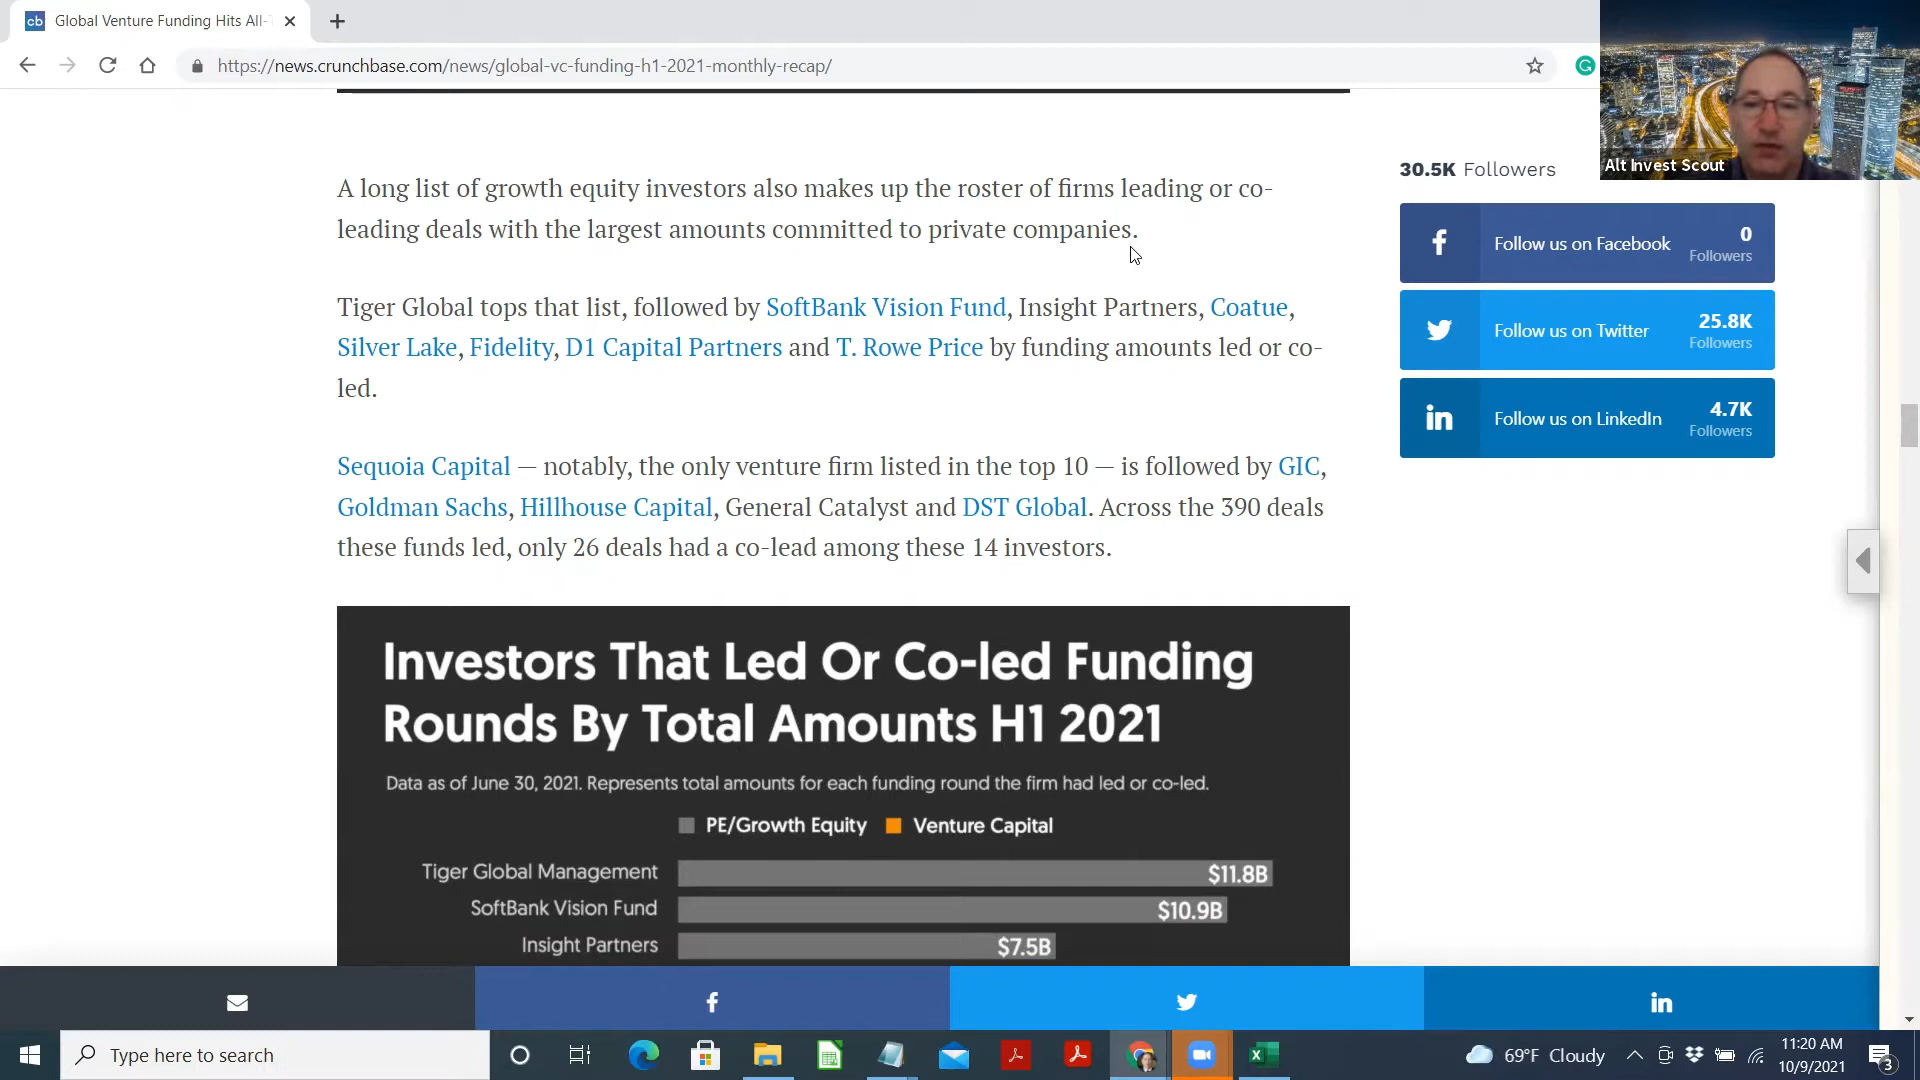 Global Venture Funding Hits All-
https://news.crunchbase.com/news/global-vc-funding-h1-2021-monthly-recap/
Alt Invest Scout
30.5K Followers
A long list of growth equity investors also makes up the roster of firms leading or co-
leading deals with the largest amounts committed to private companies.
Follow us on Facebook
0
Followers
Tiger Global tops that list, followed by SoftBank Vision Fund, Insight Partners, Coatue,
Silver Lake, Fidelity, D1 Capital Partners and T. Rowe Price by funding amounts led or co-
led.
Follow us on Twitter
25.8K
Followers
Follow us on LinkedIn
4.7K
Followers
Sequoia Capital — notably, the only venture firm listed in the top 10 — is followed by GIC,
Goldman Sachs, Hillhouse Capital, General Catalyst and DST Global. Across the 390 deals
these funds led, only 26 deals had a co-lead among these 14 investors.
Investors That Led Or Co-led Funding
Rounds By Total Amounts H1 2021
Data as of June 30, 2021. Represents total amounts for each funding round the firm had led or co-led.
PE/Growth Equity
Venture Capital
Tiger Global Management
$11.8B
SoftBank Vision Fund
$10.9B
Insight Partners
$7.5B
Type here to search
69°F Cloudy
11:20 AM
10/9/2021
3